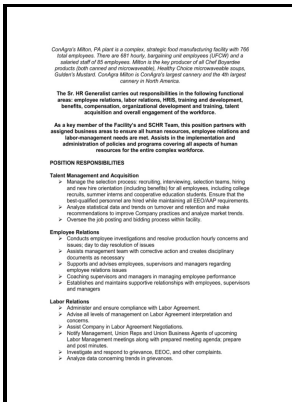 ConAgra's Milton, PA plant is a complex, strategic food manufacturing facility with 766
total employees. There are 681 hourly, bargaining unit employees (UFCW) and a
salaried staff of 85 employees. Milton is the key producer of all Chef Boyardee
products (both canned and microwaveable), Healthy Choice microwaveable soups,
Gulden's Mustard. ConAgra Milton is ConAgra's largest cannery and the 4th largest
cannery in North America.
The Sr. HR Generalist carries out responsibilities in the following functional
areas: employee relations, labor relations, HRIS, training and development,
benefits, compensation, organizational development and training, talent
acquisition and overall engagement of the workforce.
As a key member of the Facility's and SCHR Team, this position partners with
assigned business areas to ensure all human resources, employee relations and
labor-management needs are met. Assists in the implementation and
administration of policies and programs covering all aspects of human
resources for the entire complex workforce.
POSITION RESPONSIBILITIES
Talent Management and Acquisition
➢ Manage the selection process: recruiting, interviewing, selection teams, hiring
and new hire orientation (including benefits) for all employees, including college
recruits, summer interns and cooperative education students. Ensure that the
best-qualified personnel are hired while maintaining all EEO/AAP requirements.
➢ Analyze statistical data and trends on turnover and retention and make
recommendations to improve company practices and analyze market trends.
➢ Oversee the job posting and bidding process within facility.
Employee Relations
➢ Conducts employee investigations and resolve production hourly concerns and
issues; day to day resolution of issues
➢ Assists management team with corrective action and creates disciplinary
documents as necessary
➢ Supports and advises employees, supervisors and managers regarding
employee relations issues
➢ Coaching supervisors and managers in managing employee performance
➢ Establishes and maintains supportive relationships with employees, supervisors
and managers
Labor Relations
➢ Administer and ensure compliance with Labor Agreement.
➢ Advise all levels of management on Labor Agreement interpretation and
concerns.
➢ Assist Company in Labor Agreement Negotiations.
➢ Notify Management, Union Reps and Union Business Agents of upcoming
Labor Management meetings along with prepared meeting agenda; prepare
and post minutes.
➢ Investigate and respond to grievance, EEOC, and other complaints.
➢ Analyze data concerning trends in grievances.